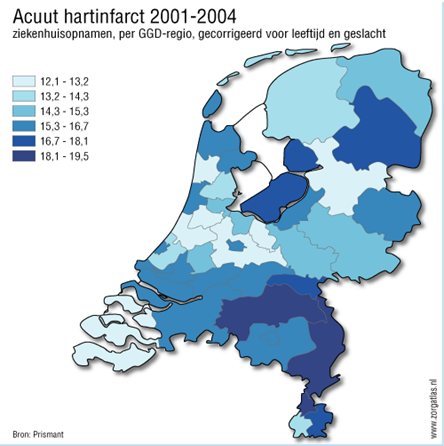 Acuut hartinfarct 2001-2004
ziekenhuisopnamen, per GGD-regio, gecorrigeerd voor leeftijd en geslacht
12,1 - 13,2
13,2 - 14,3
14,3 - 15,3
15,3 - 16,7
16,7 - 18,1
18,1 - 19,5
Bron: Prismant
www.zorgatlas.nl